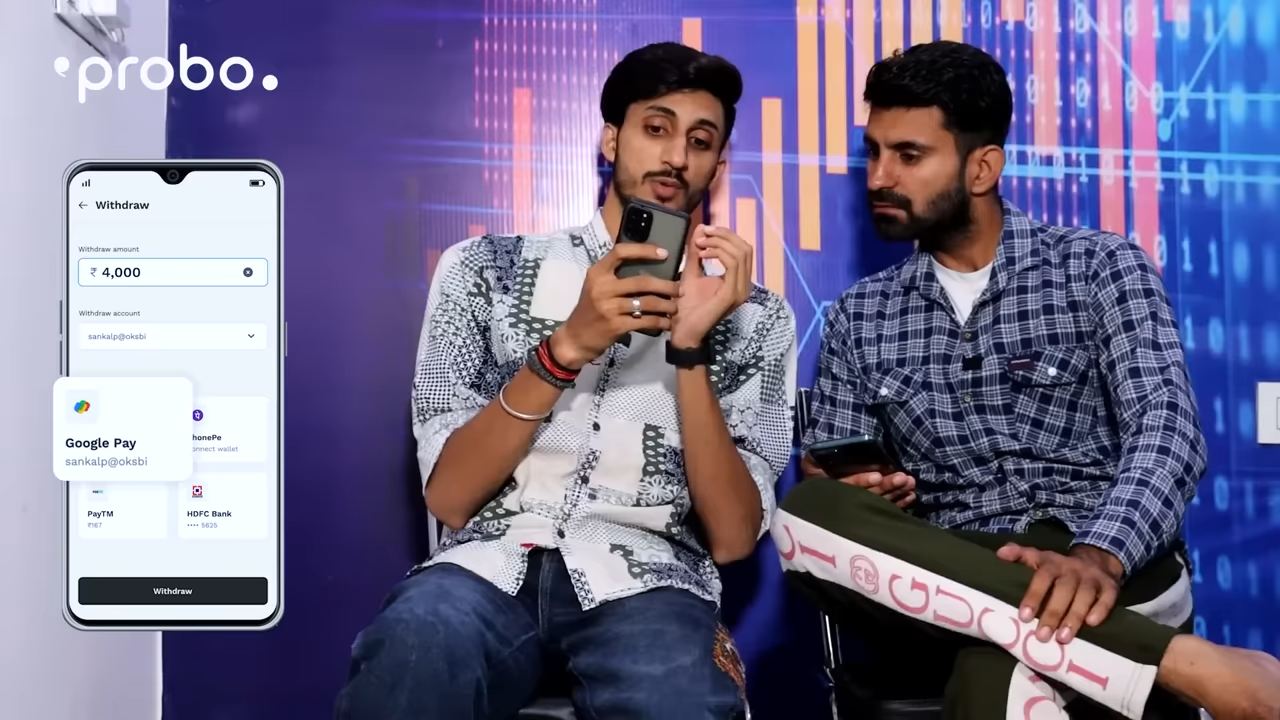 probo.
Withdraw
Withdraw amount
₹ 4,000
Withdraw account
sankalp@oksbi
Google Pay
sankalp@oksbi
honePe
onnect wallet
PayTM
₹167
HDFC Bank
•••• 5625
Withdraw
CI @GUCCI